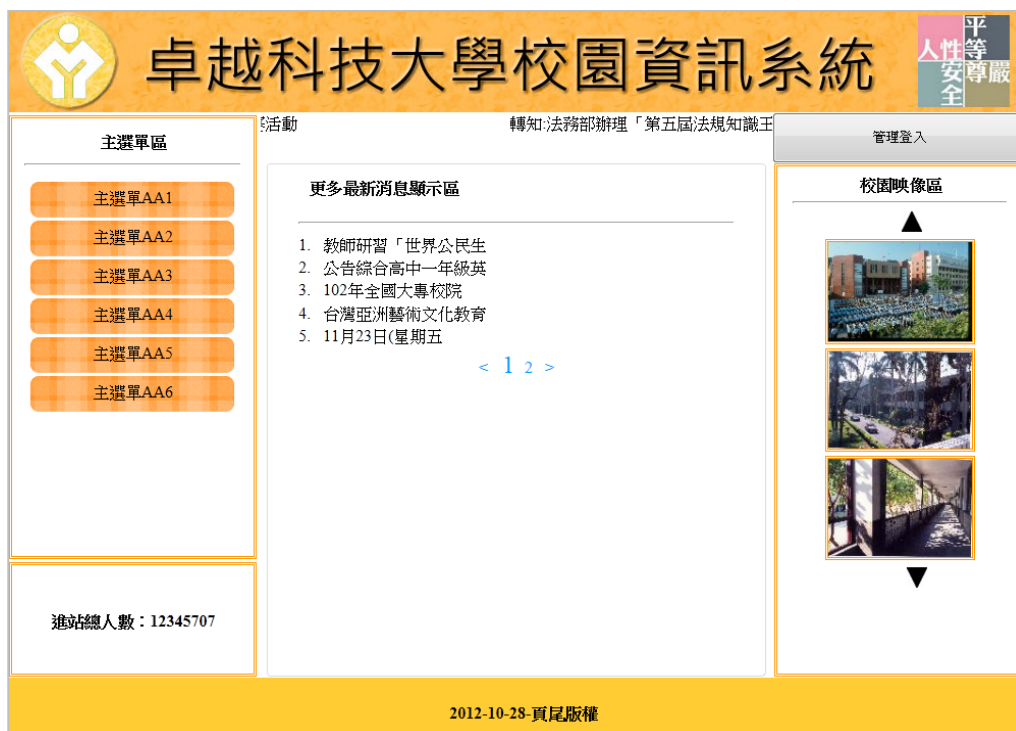 卓越科技大學校園資訊系統
平
人性等
安尊嚴
全
主選單區
主選單AA1
主選單AA2
主選單AA3
主選單AA4
主選單AA5
主選單AA6
進站總人數：12345707
活動 轉知:法務部辦理「第五屆法規知識王
更多最新消息顯示區
1. 教師研習「世界公民生
2. 公告綜合高中一年級英
3. 102年全國大專校院
4. 台灣亞洲藝術文化教育
5. 11月23日(星期五
< 1 2 >
管理登入
校園映像區
▲
▼
2012-10-28-頁尾版權